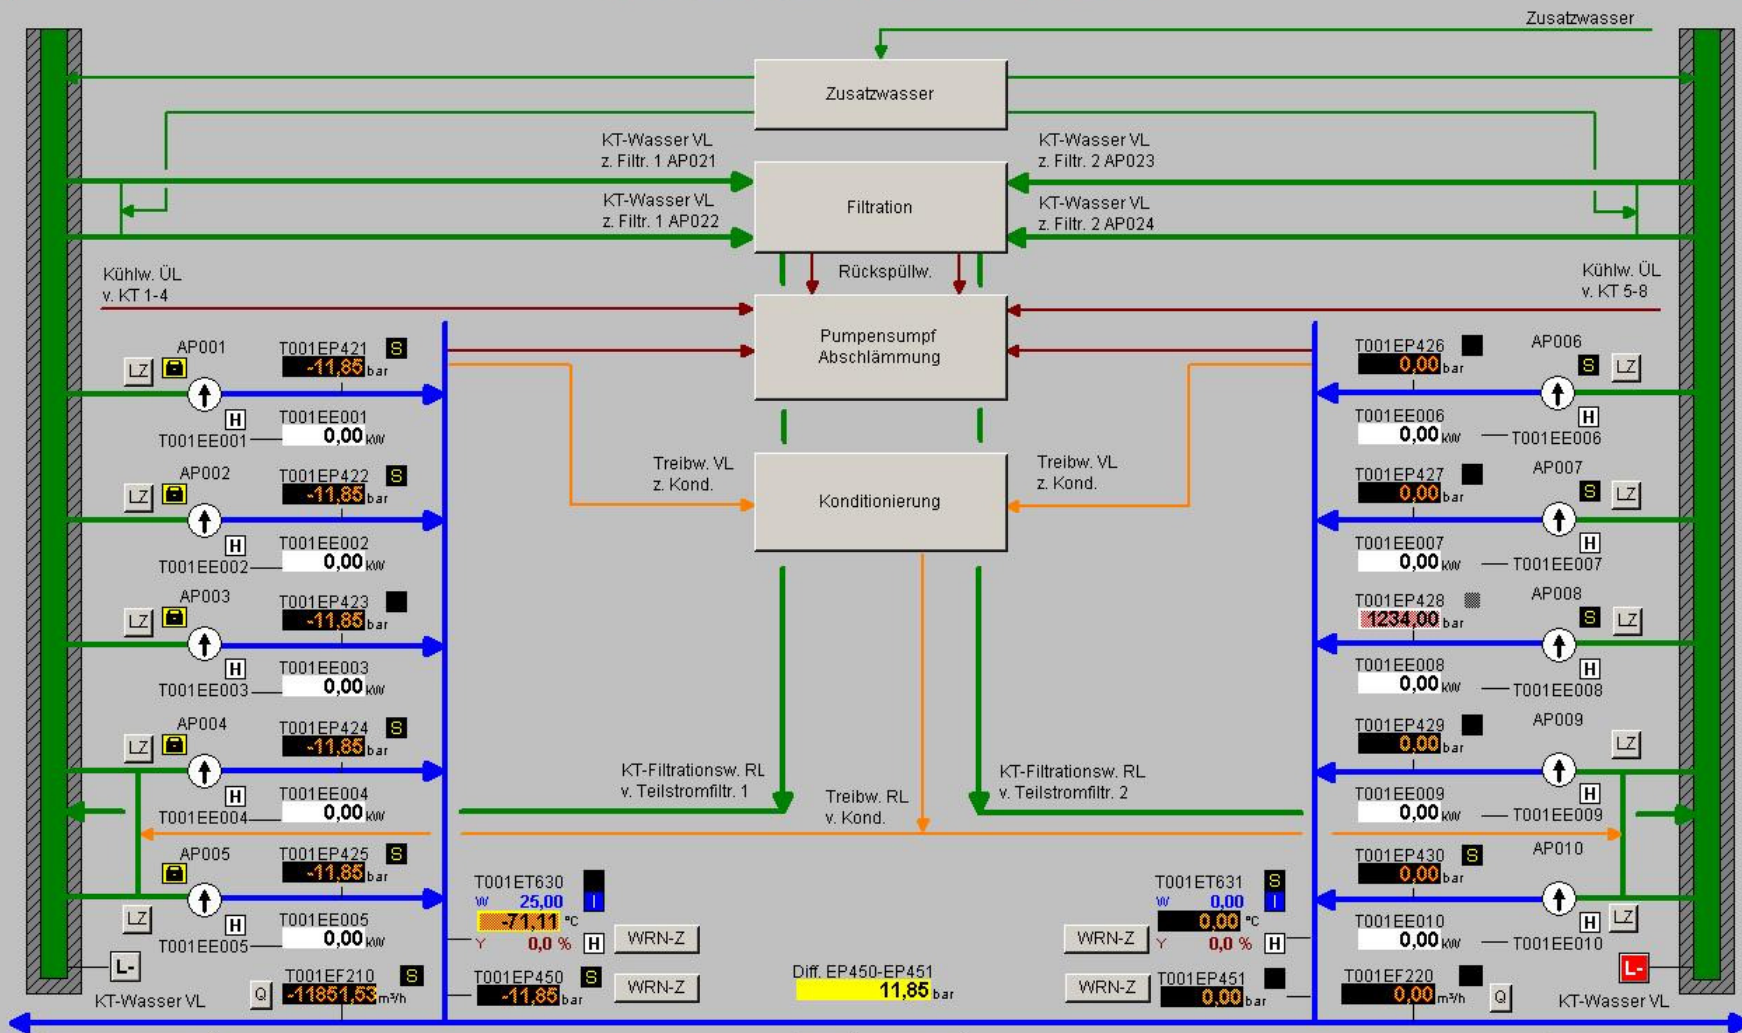 Zusatzwasser
Zusatzwasser
KT-Wasser VL
z. Filtr. 1 AP021
KT-Wasser VL
z. Filtr. 2 AP023
Filtration
KT-Wasser VL
z. Filtr. 1 AP022
KT-Wasser VL
z. Filtr. 2 AP024
Rückspüllw.
Kühlw. ÜL
v. KT 1-4
Kühlw. ÜL
v. KT 5-8
Pumpensumpf
Abschlämmung
Treibw. VL
z. Kond.
Treibw. VL
z. Kond.
Konditionierung
KT-Filtrationsw. RL
v. Teilstromfiltr. 1
KT-Filtrationsw. RL
v. Teilstromfiltr. 2
Treibw. RL
v. Kond.
AP001
T001EP421 S
LZ -11,85 bar
H T001EE001
T001EE001 0,00 kW
AP002
T001EP422 S
LZ -11,85 bar
H T001EE002
T001EE002 0,00 kW
AP003
T001EP423
LZ -11,85 bar
H T001EE003
T001EE003 0,00 kW
AP004
T001EP424 S
LZ -11,85 bar
H T001EE004
T001EE004 0,00 kW
AP005
T001EP425 S
-11,85 bar
LZ H T001EE005
T001EE005 0,00 kW
L-
KT-Wasser VL
T001EF210 S
Q -11851,53 m³/h
T001ET630
W 25,00 I
-71,11 °C
Y 0,0 % H WRN-Z
T001EP450 S
-11,85 bar WRN-Z
Diff. EP450-EP451
11,85 bar
T001ET631 S
W 0,00 I
0,00 °C
WRN-Z Y 0,0 % H
T001EP451
WRN-Z 0,00 bar
T001EP426 AP006
0,00 bar S LZ
T001EE006 H
0,00 kW T001EE006
T001EP427 AP007
0,00 bar S LZ
T001EE007 H
0,00 kW T001EE007
T001EP428 AP008
1234,00 bar S LZ
T001EE008 H
0,00 kW T001EE008
T001EP429 AP009
0,00 bar LZ
T001EE009 H
0,00 kW T001EE009
T001EP430 S AP010
0,00 bar
T001EE010 H LZ
0,00 kW T001EE010
L-
T001EF220
0,00 m³/h Q
KT-Wasser VL